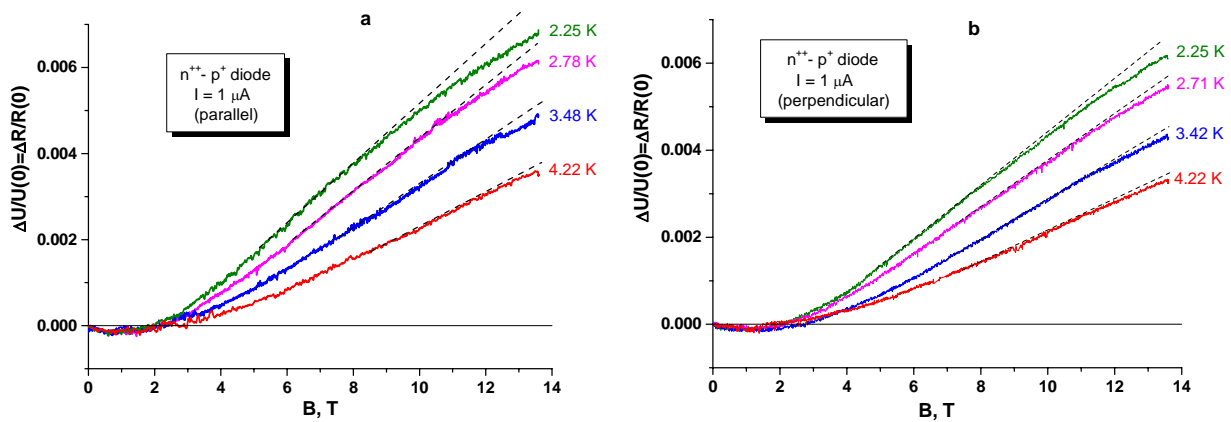 a
n++- p+ diode
I = 1 μA
(parallel)
2.25 K
2.78 K
3.48 K
4.22 K
0.006
0.004
0.002
0.000
ΔU/U(0)=ΔR/R(0)
0 2 4 6 8 10 12 14
B, T
b
n++- p+ diode
I = 1 μA
(perpendicular)
2.25 K
2.71 K
3.42 K
4.22 K
0.006
0.004
0.002
0.000
ΔU/U(0)=ΔR/R(0)
0 2 4 6 8 10 12 14
B, T